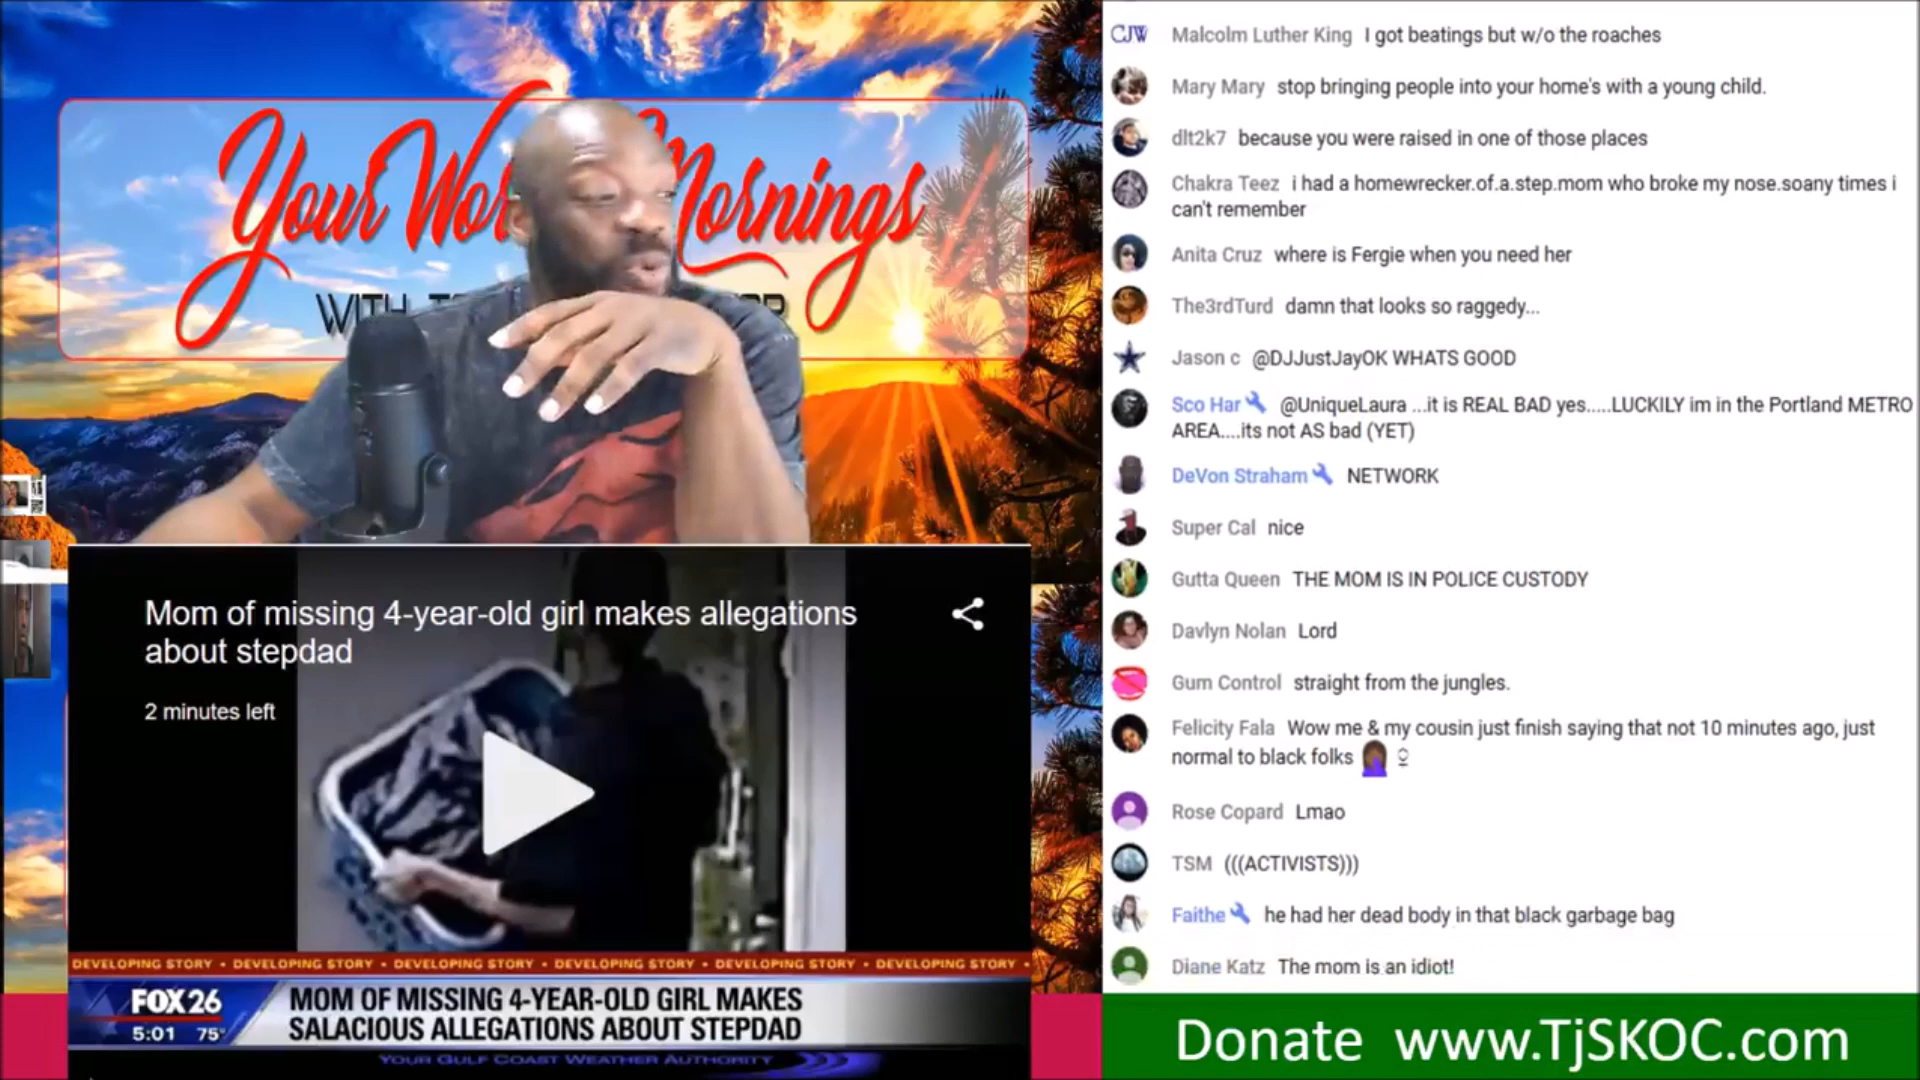 Your Wor Mornings
WITH
Mom of missing 4-year-old girl makes allegations
about stepdad
2 minutes left
DEVELOPING STORY • DEVELOPING STORY • DEVELOPING STORY • DEVELOPING STORY • DEVELOPING STORY • DEVELOPING STORY •
FOX 26
5:01 75°
MOM OF MISSING 4-YEAR-OLD GIRL MAKES
SALACIOUS ALLEGATIONS ABOUT STEPDAD
YOUR GULF COAST WEATHER AUTHORITY
CJW Malcolm Luther King I got beatings but w/o the roaches
Mary Mary stop bringing people into your home's with a young child.
dlt2k7 because you were raised in one of those places
Chakra Teez i had a homewrecker.of.a.step.mom who broke my nose.soany times i
can't remember
Anita Cruz where is Fergie when you need her
The3rdTurd damn that looks so raggedy...
Jason c @DJJustJayOK WHATS GOOD
Sco Har @UniqueLaura ...it is REAL BAD yes.....LUCKILY im in the Portland METRO
AREA....its not AS bad (YET)
DeVon Straham NETWORK
Super Cal nice
Gutta Queen THE MOM IS IN POLICE CUSTODY
Davlyn Nolan Lord
Gum Control straight from the jungles.
Felicity Fala Wow me & my cousin just finish saying that not 10 minutes ago, just
normal to black folks 🤦🏾 ♀
Rose Copard Lmao
TSM (((ACTIVISTS)))
Faithe he had her dead body in that black garbage bag
Diane Katz The mom is an idiot!
Donate www.TjSKOC.com